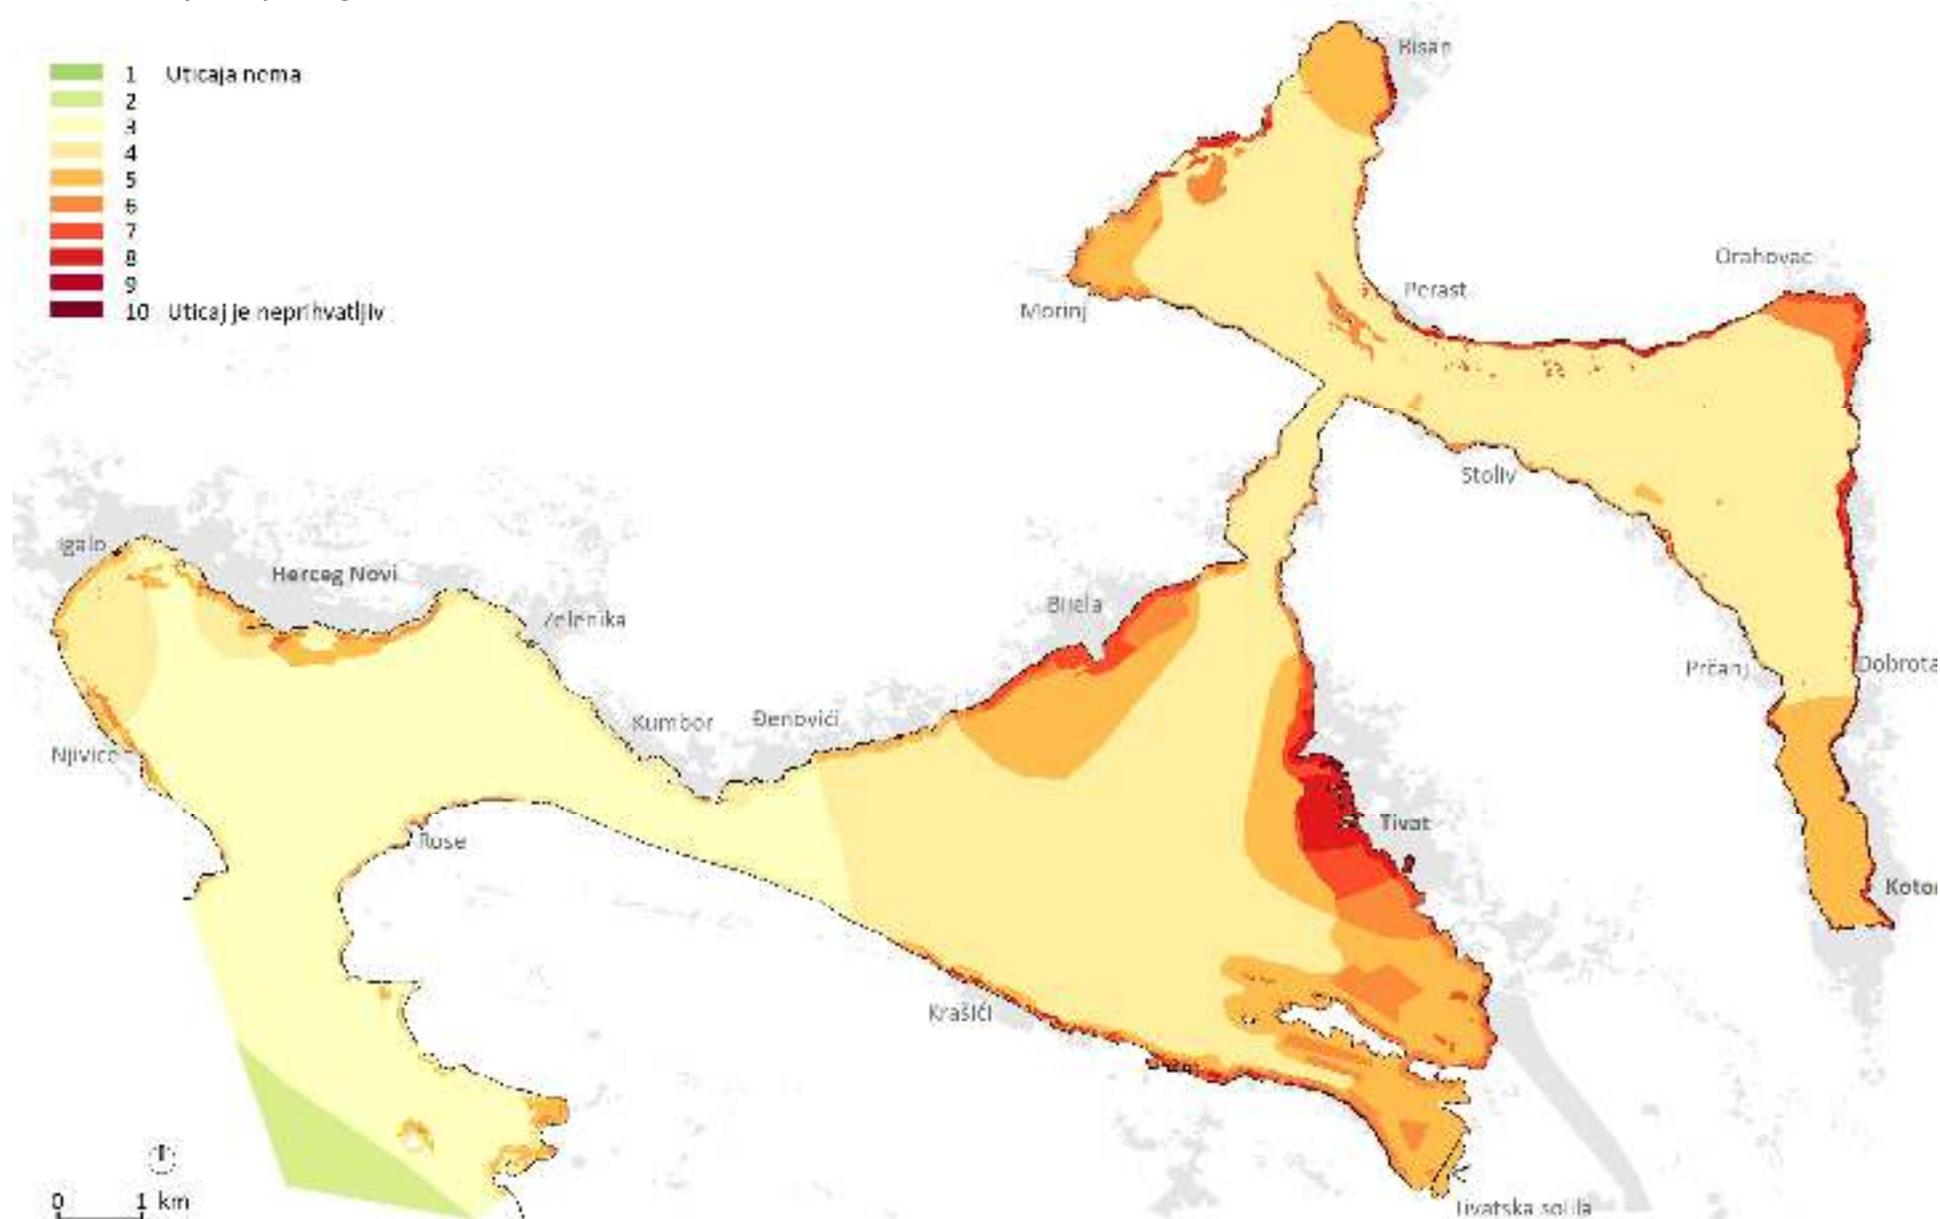 1 Uticaja nema
2
3
4
5
6
7
8
9
10 Uticaj je neprihvatljiv
Risan
Orahovac
Perast
Morinj
Stoliv
Igalo
Herceg Novi
Zelenika
Bijela
Prčanj
Dobrota
Kumbor
Đenovići
Njivice
Rose
Tivat
Kotor
Krašići
Tivatska solila
0 1 km